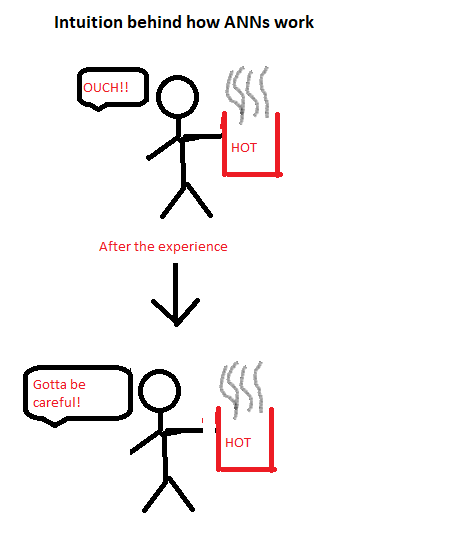 Intuition behind how ANNs work
OUCH!!
HOT
After the experience
Gotta be
careful!
HOT